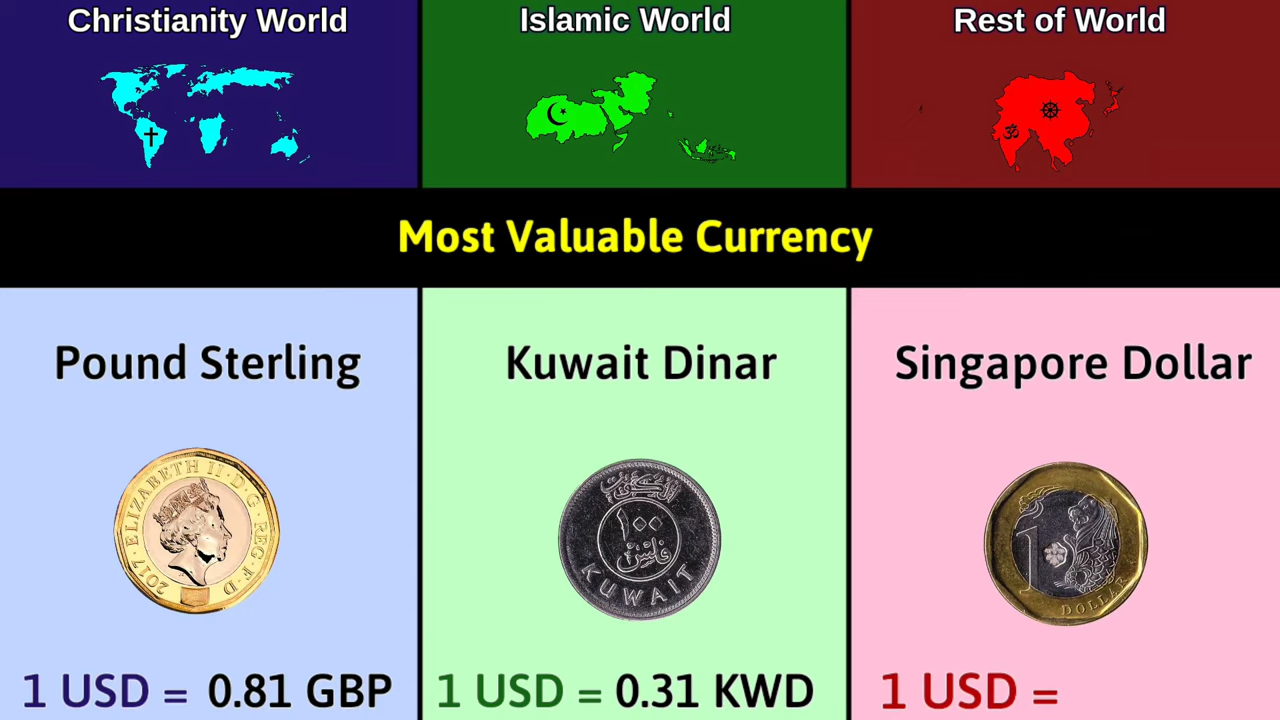 Christianity World
Islamic World
Rest of World
Most Valuable Currency
Pound Sterling
Kuwait Dinar
Singapore Dollar
2017 · ELIZABETH II · D · G · REG · F · D
الكويت
١٠٠
فلس
KUWAIT
1
DOLLAR
1 USD = 0.81 GBP
1 USD = 0.31 KWD
1 USD =
ॐ